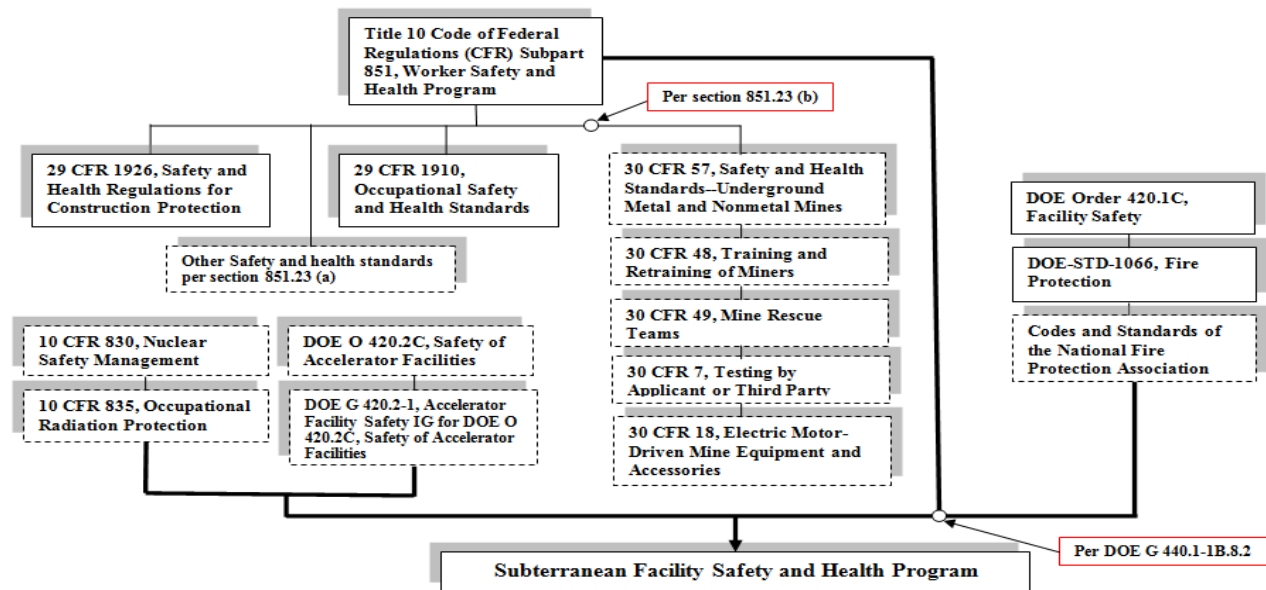 Title 10 Code of Federal
Regulations (CFR) Subpart
851, Worker Safety and
Health Program
Per section 851.23 (b)
29 CFR 1926, Safety and
Health Regulations for
Construction Protection
29 CFR 1910,
Occupational Safety
and Health Standards
30 CFR 57, Safety and Health
Standards--Underground
Metal and Nonmetal Mines
DOE Order 420.1C,
Facility Safety
Other Safety and health standards
per section 851.23 (a)
30 CFR 48, Training and
Retraining of Miners
DOE-STD-1066, Fire
Protection
30 CFR 49, Mine Rescue
Teams
10 CFR 830, Nuclear
Safety Management
DOE O 420.2C, Safety of
Accelerator Facilities
Codes and Standards of
the National Fire
Protection Association
30 CFR 7, Testing by
Applicant or Third Party
10 CFR 835, Occupational
Radiation Protection
DOE G 420.2-1, Accelerator
Facility Safety IG for DOE O
420.2C, Safety of Accelerator
Facilities
30 CFR 18, Electric Motor-
Driven Mine Equipment and
Accessories
Per DOE G 440.1-1B.8.2
Subterranean Facility Safety and Health Program